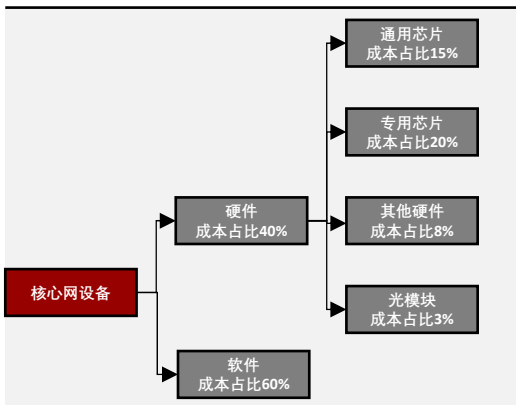 通用芯片
成本占比15%
专用芯片
成本占比20%
硬件
成本占比40%
其他硬件
成本占比8%
核心网设备
光模块
成本占比3%
软件
成本占比60%